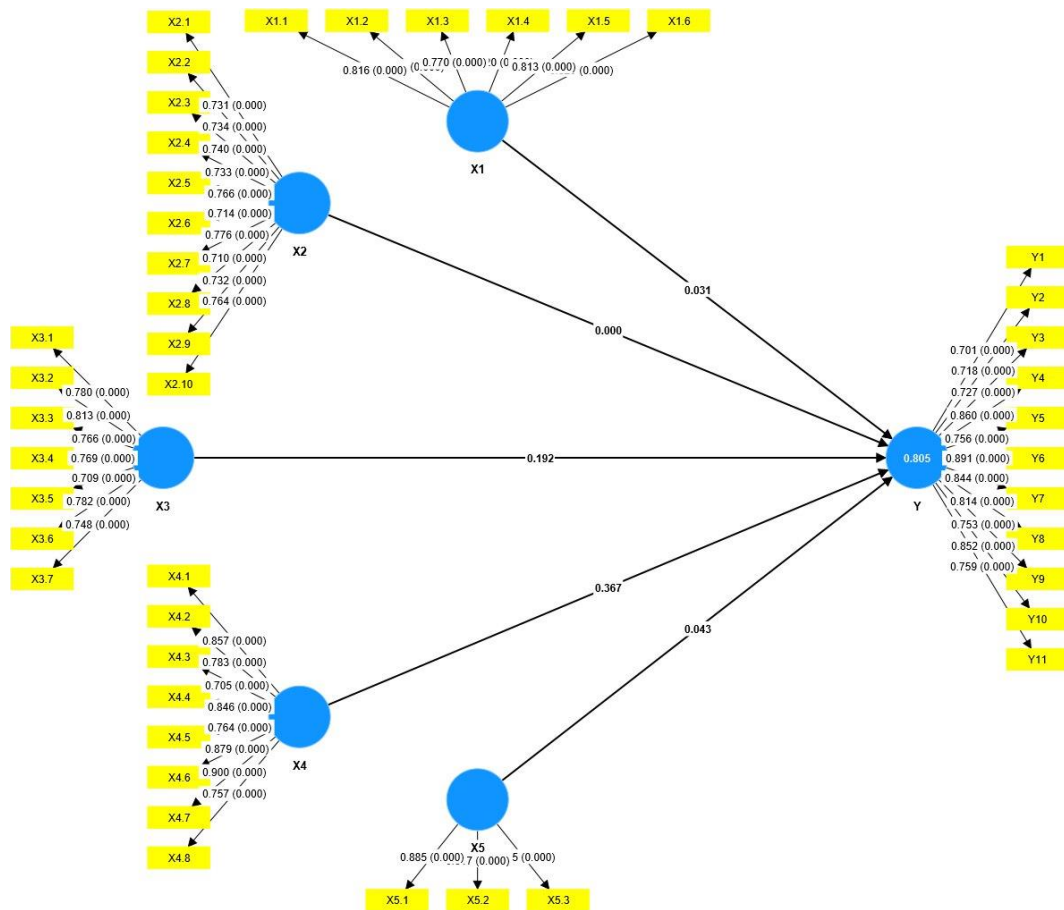 X2.1
X2.2
X2.3
X2.4
X2.5
X2.6
X2.7
X2.8
X2.9
X2.10
0.731 (0.000)
0.734 (0.000)
0.740 (0.000)
0.733 (0.000)
0.766 (0.000)
0.714 (0.000)
0.776 (0.000)
0.710 (0.000)
0.732 (0.000)
0.764 (0.000)
X2
X1.1 X1.2 X1.3 X1.4 X1.5 X1.6
0.816 (0.000) 0.770 (0.000) 0.813 (0.000)
X1
0.031
0.000
X3.1
X3.2
X3.3
X3.4
X3.5
X3.6
X3.7
0.780 (0.000)
0.813 (0.000)
0.766 (0.000)
0.769 (0.000)
0.709 (0.000)
0.782 (0.000)
0.748 (0.000)
X3
0.192
0.805
Y
0.701 (0.000)
0.718 (0.000)
0.727 (0.000)
0.860 (0.000)
0.756 (0.000)
0.891 (0.000)
0.844 (0.000)
0.814 (0.000)
0.753 (0.000)
0.852 (0.000)
0.759 (0.000)
Y1
Y2
Y3
Y4
Y5
Y6
Y7
Y8
Y9
Y10
Y11
0.367
0.043
X4.1
X4.2
X4.3
X4.4
X4.5
X4.6
X4.7
X4.8
0.857 (0.000)
0.783 (0.000)
0.705 (0.000)
0.846 (0.000)
0.764 (0.000)
0.879 (0.000)
0.900 (0.000)
0.757 (0.000)
X4
X5
0.885 (0.000) (0.000) (0.000)
X5.1 X5.2 X5.3